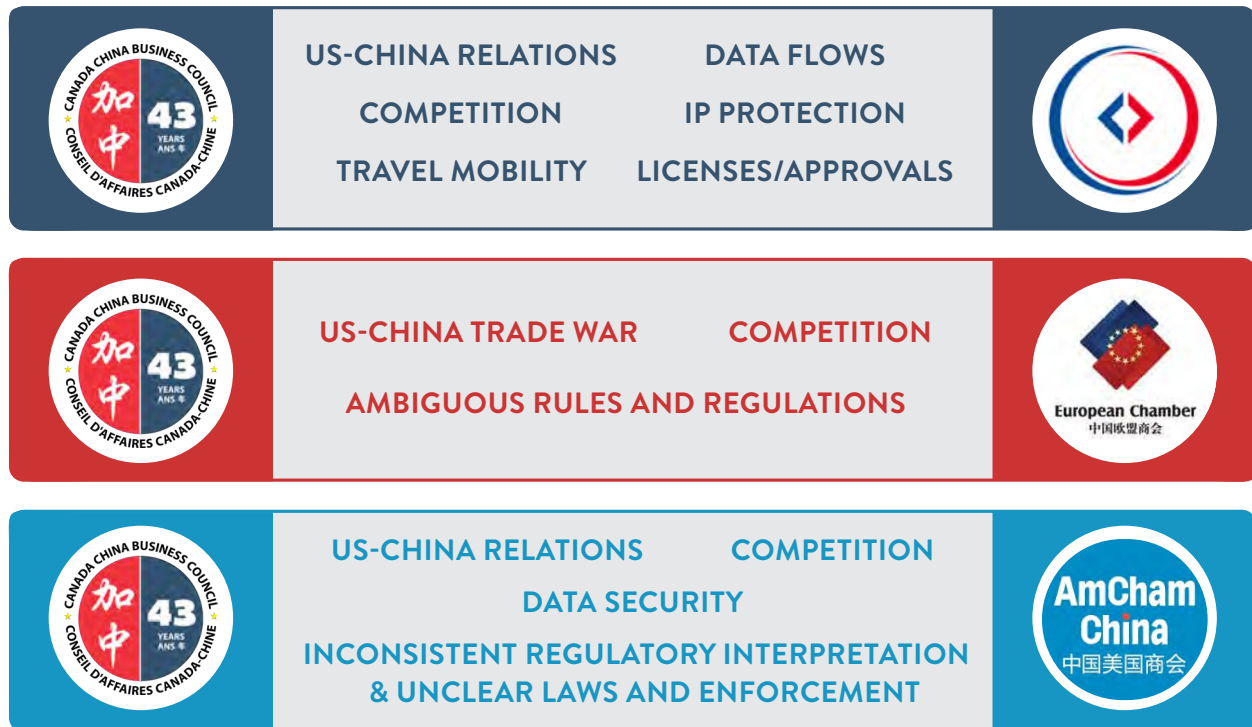 CANADA CHINA BUSINESS COUNCIL
加中
43
YEARS
ANS 年
CONSEIL D'AFFAIRES CANADA-CHINE
US-CHINA RELATIONS DATA FLOWS
COMPETITION IP PROTECTION
TRAVEL MOBILITY LICENSES/APPROVALS
CANADA CHINA BUSINESS COUNCIL
加中
43
YEARS
ANS 年
CONSEIL D'AFFAIRES CANADA-CHINE
US-CHINA TRADE WAR COMPETITION
AMBIGUOUS RULES AND REGULATIONS
European Chamber
中国欧盟商会
CANADA CHINA BUSINESS COUNCIL
加中
43
YEARS
ANS 年
CONSEIL D'AFFAIRES CANADA-CHINE
US-CHINA RELATIONS COMPETITION
DATA SECURITY
INCONSISTENT REGULATORY INTERPRETATION
& UNCLEAR LAWS AND ENFORCEMENT
AmCham
China
中国美国商会